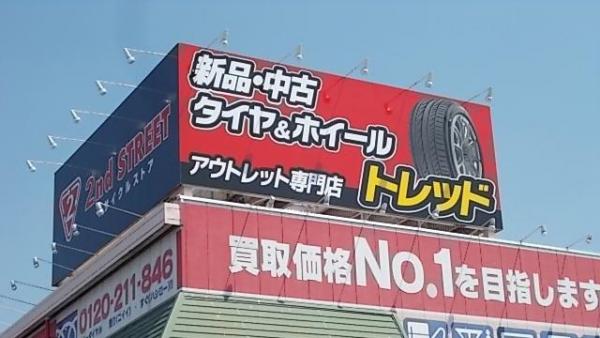 新品・中古
タイヤ&ホイール
アウトレット専門店
トレッド
2nd STREET
サイクルストア
買取価格No.1を目指します
0120-211-846